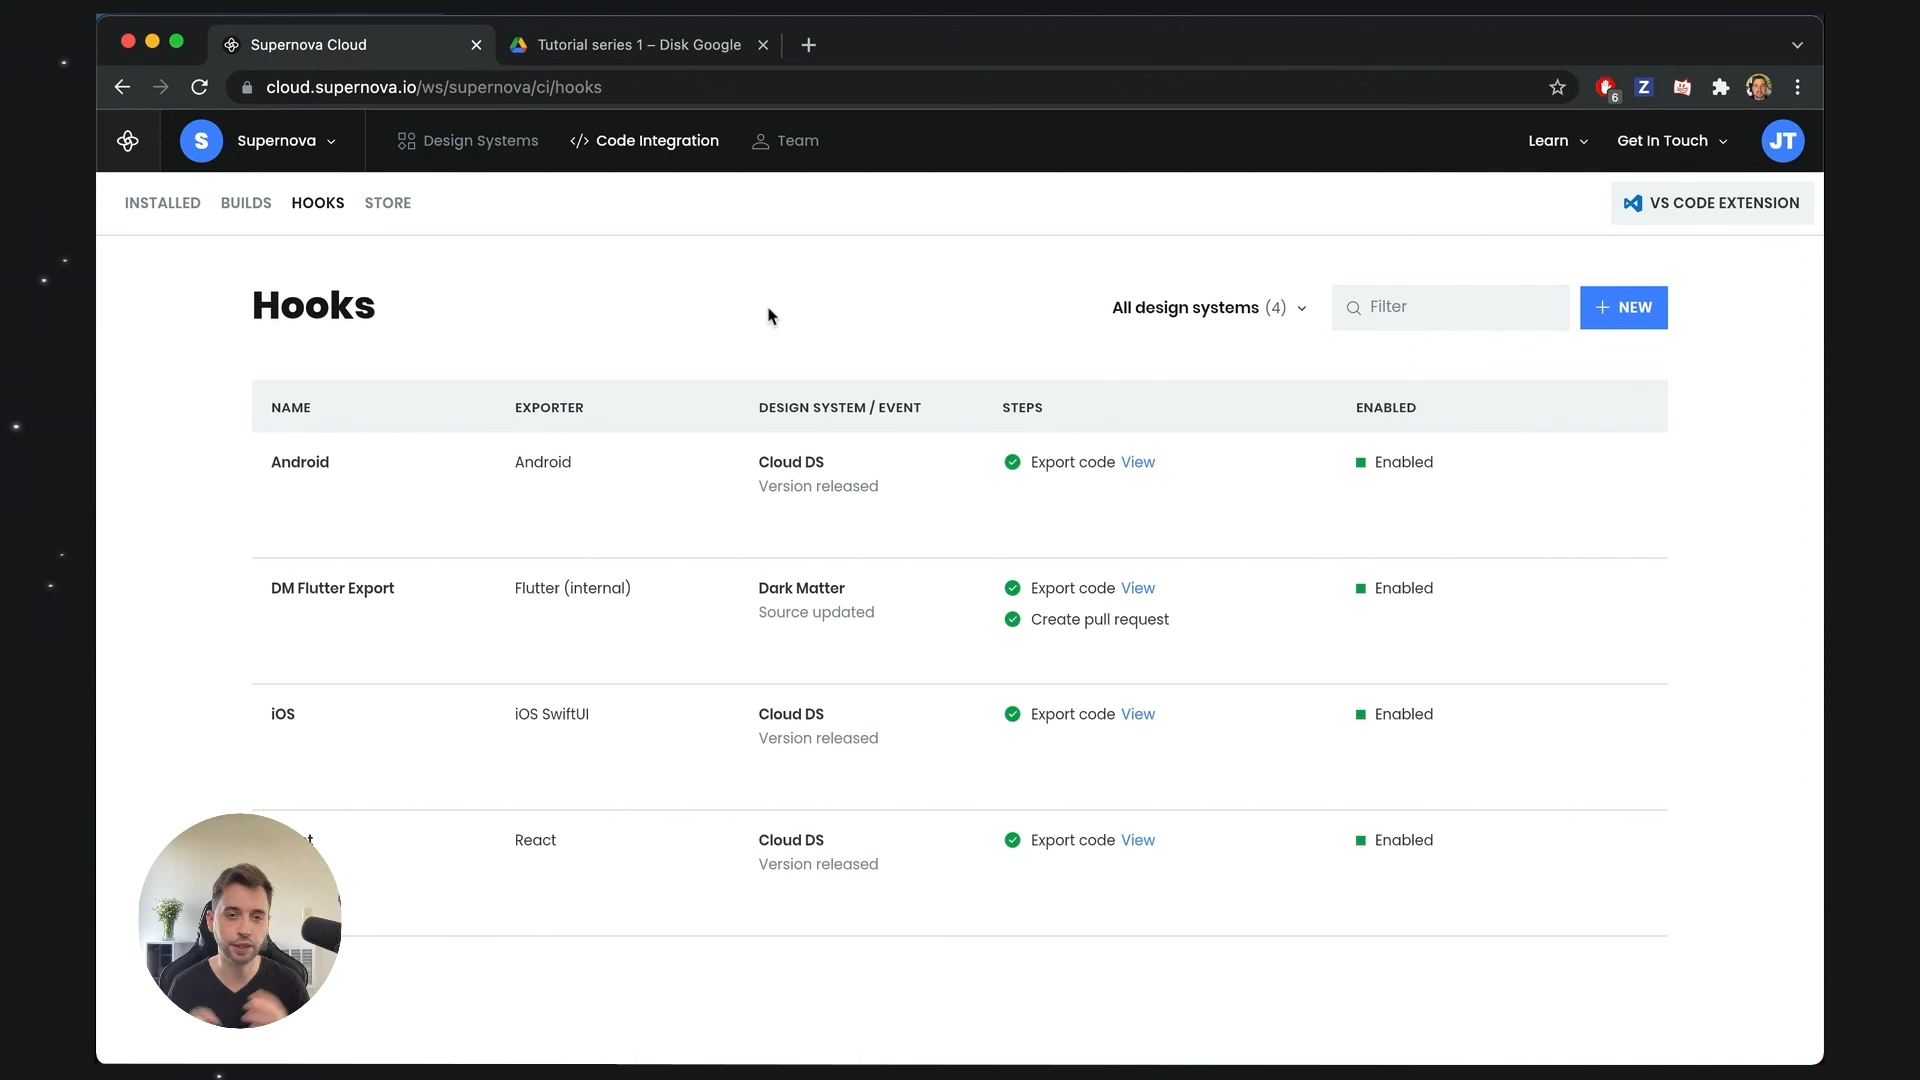 Supernova Cloud
Tutorial series 1 – Disk Google
cloud.supernova.io/ws/supernova/ci/hooks
6
Z
S
Supernova
Design Systems
</> Code Integration
Team
Learn
Get In Touch
JT
INSTALLED
BUILDS
HOOKS
STORE
VS CODE EXTENSION
Hooks
All design systems (4)
Filter
+ NEW
NAME
EXPORTER
DESIGN SYSTEM / EVENT
STEPS
ENABLED
Android
Android
Cloud DS
Version released
Export code View
Enabled
DM Flutter Export
Flutter (internal)
Dark Matter
Source updated
Export code View
Create pull request
Enabled
iOS
iOS SwiftUI
Cloud DS
Version released
Export code View
Enabled
React
Cloud DS
Version released
Export code View
Enabled